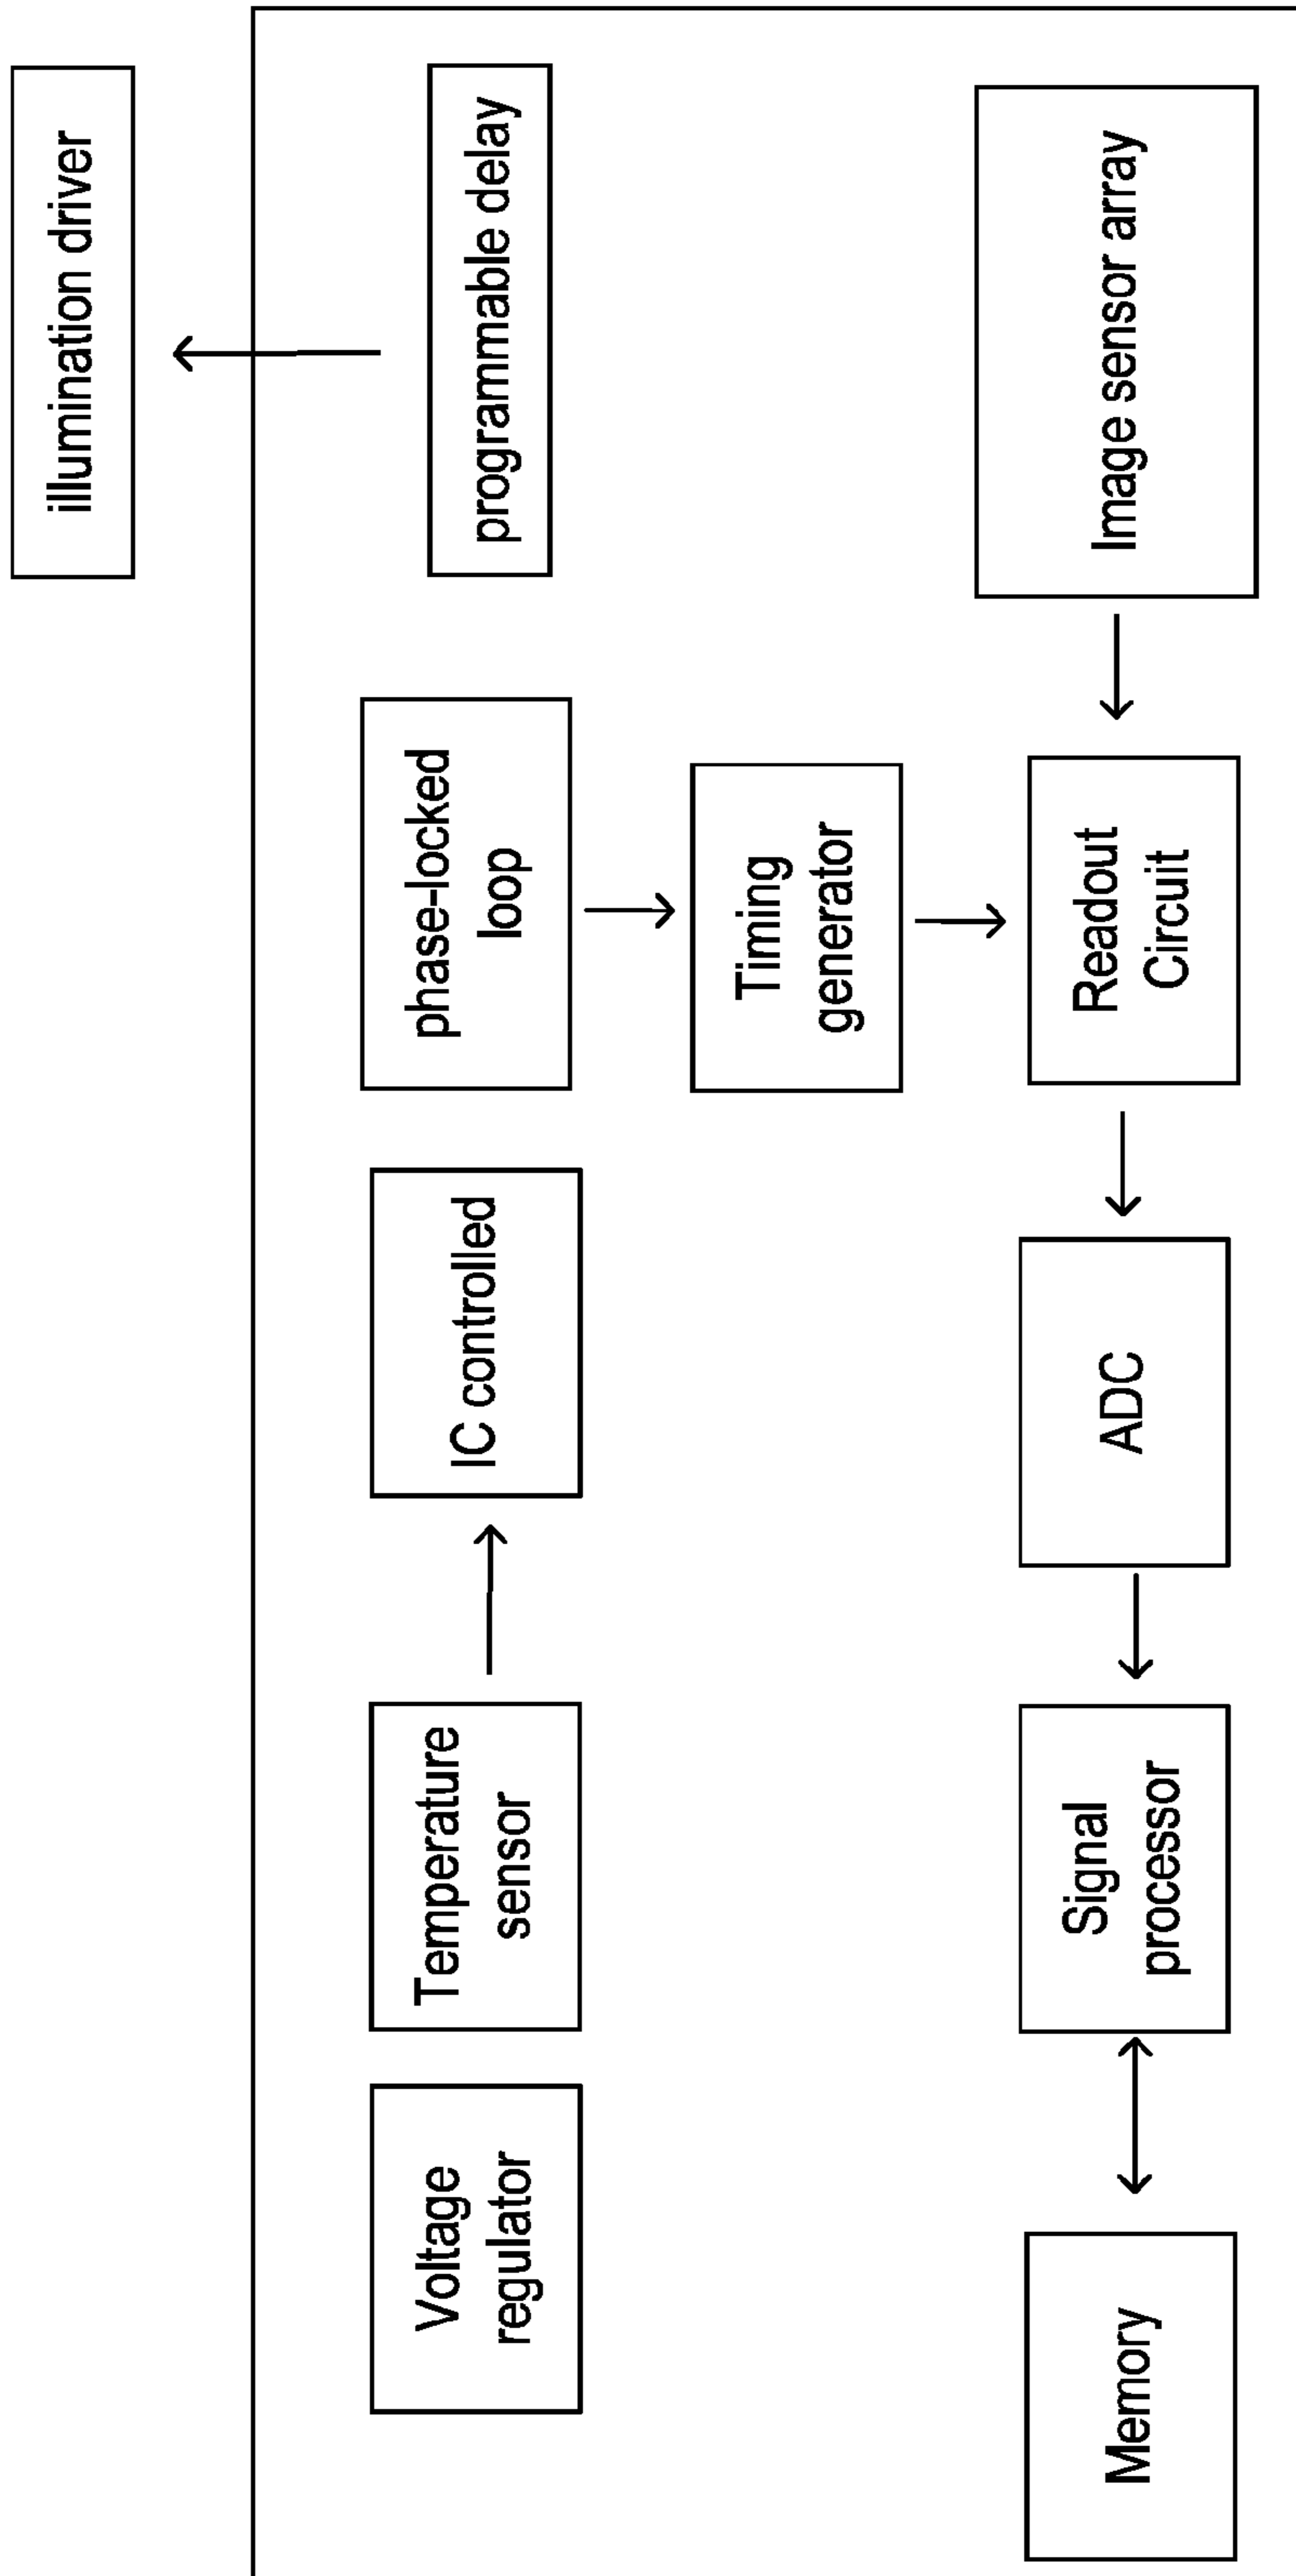 illumination driver
Voltage
regulator
Temperature
sensor
IC controlled
phase-locked
loop
programmable delay
Timing
generator
Memory
Signal
processor
ADC
Readout
Circuit
Image sensor array